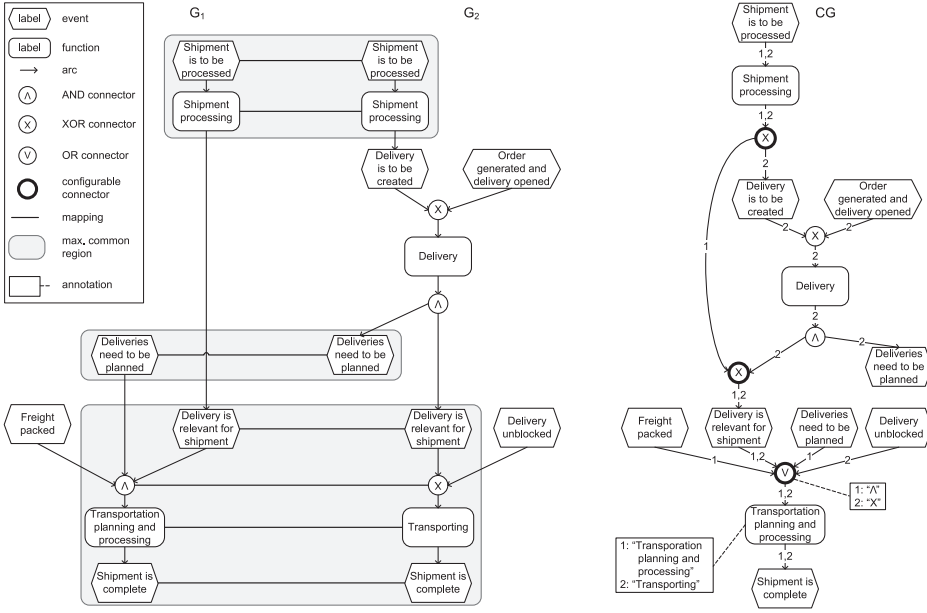 label
event
label
function
arc
Λ
AND connector
X
XOR connector
V
OR connector
configurable
connector
mapping
max. common
region
annotation
G1
G2
Shipment
is to be
processed
Shipment
is to be
processed
Shipment
processing
Shipment
processing
Delivery
is to be
created
Order
generated and
delivery opened
X
Delivery
Λ
Deliveries
need to be
planned
Deliveries
need to be
planned
Freight
packed
Delivery is
relevant for
shipment
Delivery is
relevant for
shipment
Delivery
unblocked
Λ
X
Transportation
planning and
processing
Transporting
Shipment is
complete
Shipment is
complete
CG
Shipment
is to be
processed
1,2
Shipment
processing
1,2
X
2
1
Delivery
is to be
created
Order
generated and
delivery opened
2
X
2
2
Delivery
2
Λ
2
2
Deliveries
need to be
planned
X
1,2
Freight
packed
Delivery is
relevant for
shipment
Deliveries
need to be
planned
Delivery
unblocked
1
1,2
1
2
V
1: “Λ”
2: “X”
1,2
Transportation
planning and
processing
1: “Transporation
planning and
processing”
2: “Transporting”
1,2
Shipment is
complete